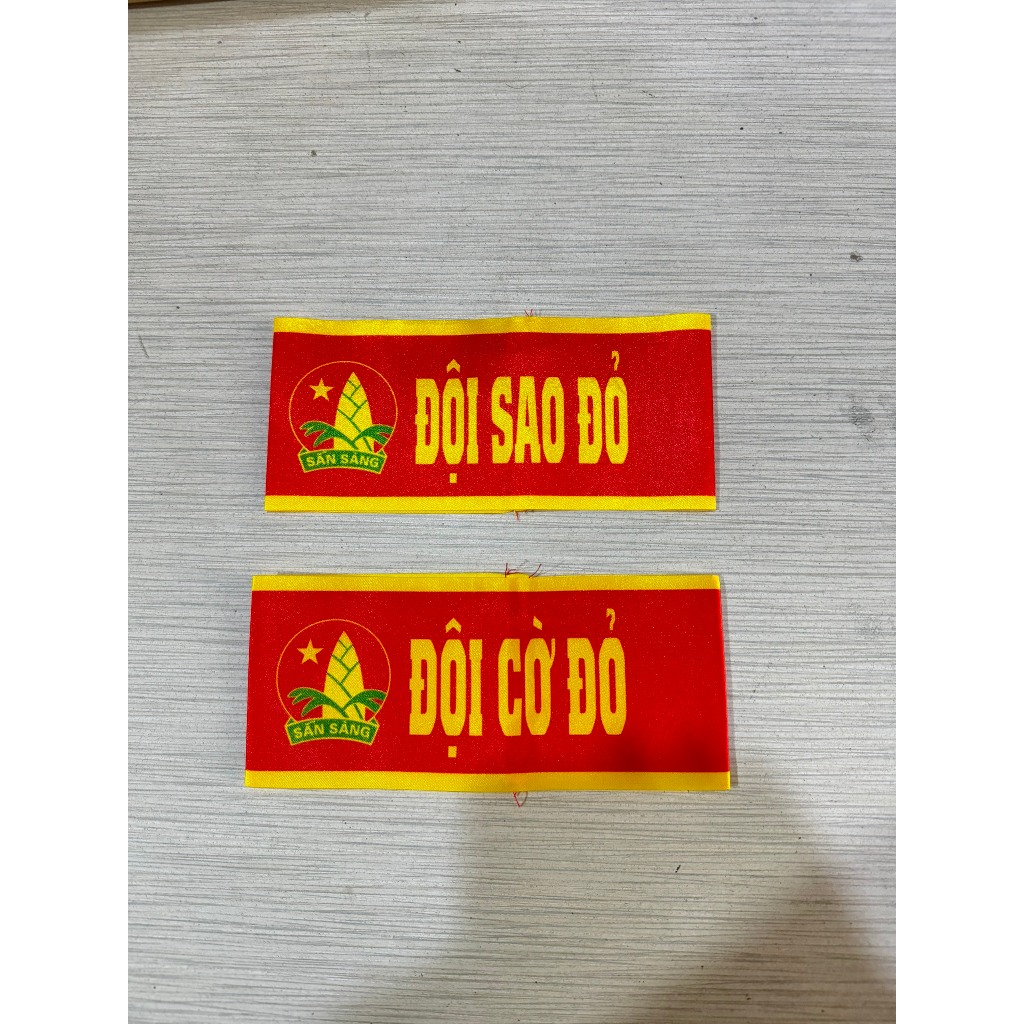 ĐỘI SAO ĐỎ
SẴN SÀNG
ĐỘI CỜ ĐỎ
SẴN SÀNG